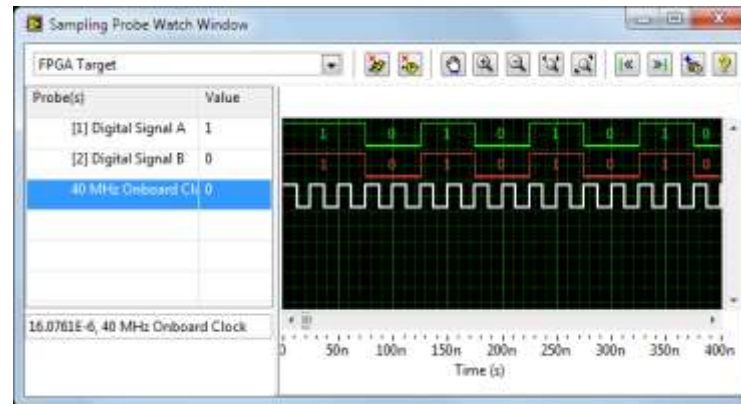 Sampling Probe Watch Window
FPGA Target
Probe(s) Value
[1] Digital Signal A 1
[2] Digital Signal B 0
40 MHz Onboard Cl 0
1 0 1 0 1 0 1 0
1 0 1 0 1 0 1 0
16.0761E-6, 40 MHz Onboard Clock
0 50n 100n 150n 200n 250n 300n 350n 400n
Time (s)